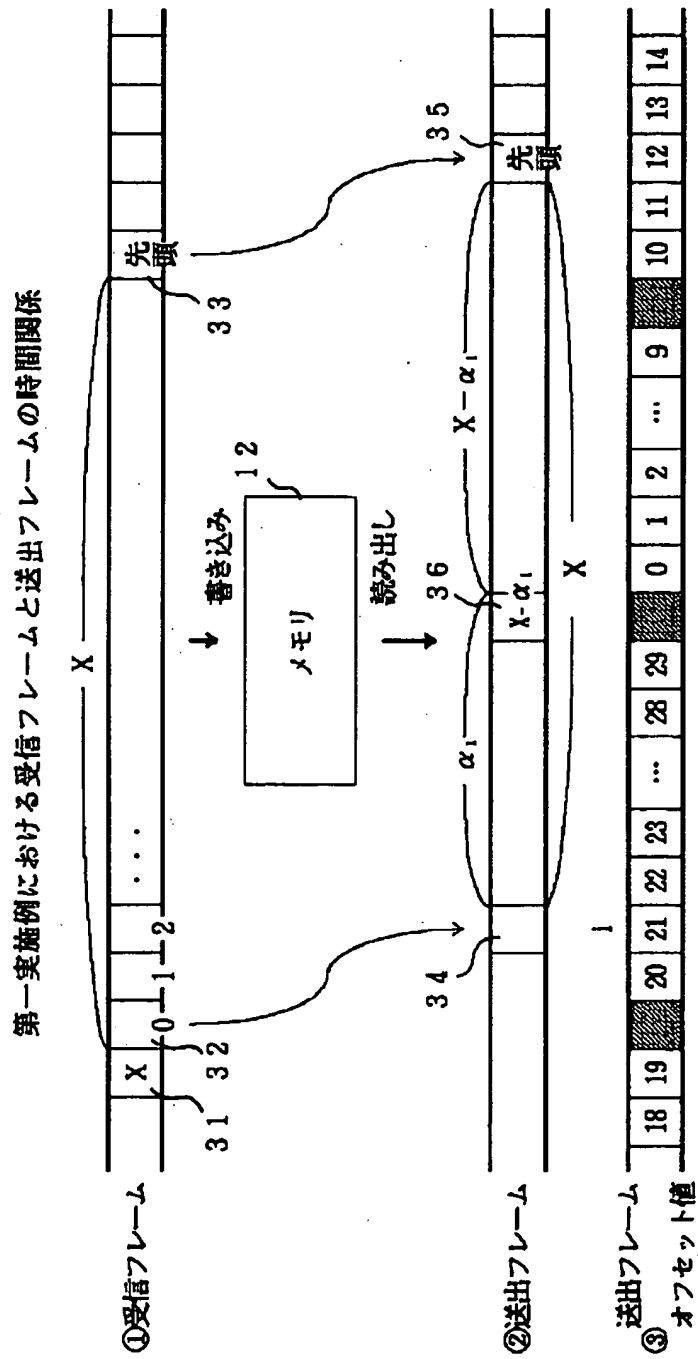 第一実施例における受信フレームと送出フレームの時間関係
X
①受信フレーム
X
0
1
2
...
先頭
31
32
33
書き込み
メモリ
12
読み出し
α₁
X-α₁
②送出フレーム
34
36
X-α₁
先頭
35
X
1
送出フレーム
③
オフセット値
18
19
20
21
22
23
...
28
29
0
1
2
...
9
10
11
12
13
14